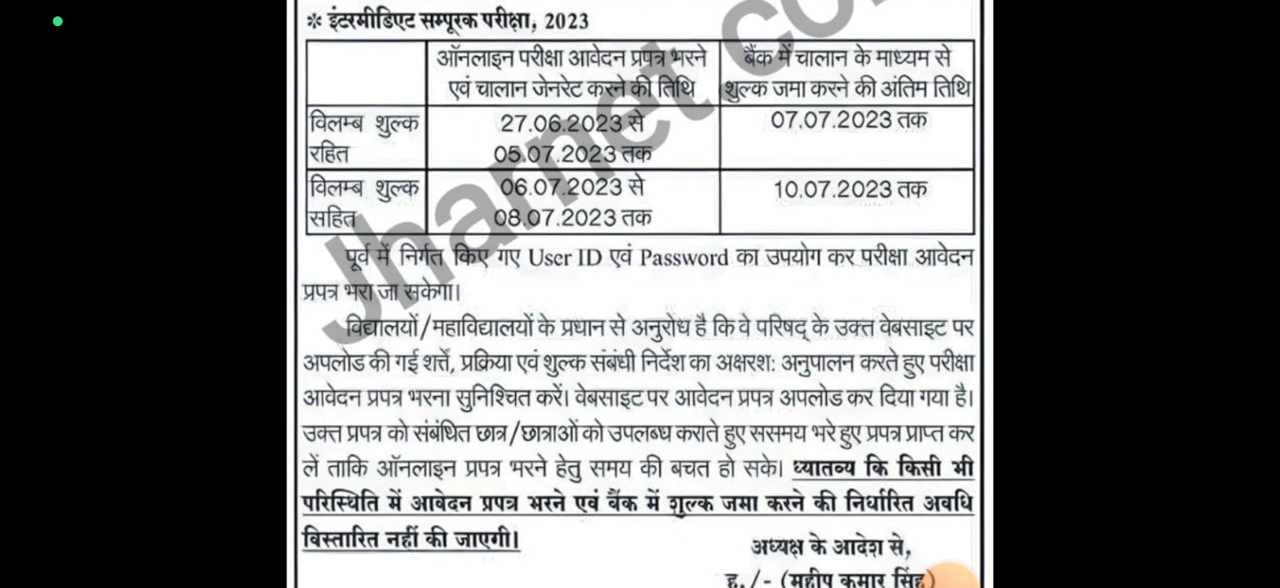 ❊ इंटरमीडिएट सम्पूरक परीक्षा, 2023
ऑनलाइन परीक्षा आवेदन प्रपत्र भरने एवं चालान जेनरेट करने की तिथि
बैंक में चालान के माध्यम से शुल्क जमा करने की अंतिम तिथि
विलम्ब शुल्क रहित
27.06.2023 से 05.07.2023 तक
07.07.2023 तक
विलम्ब शुल्क सहित
06.07.2023 से 08.07.2023 तक
10.07.2023 तक
पूर्व में निर्गत किए गए User ID एवं Password का उपयोग कर परीक्षा आवेदन
प्रपत्र भरा जा सकेगा।
विद्यालयों/महाविद्यालयों के प्रधान से अनुरोध है कि वे परिषद् के उक्त वेबसाइट पर
अपलोड की गई शर्त्तें, प्रक्रिया एवं शुल्क संबंधी निर्देश का अक्षरश: अनुपालन करते हुए परीक्षा
आवेदन प्रपत्र भरना सुनिश्चित करें। वेबसाइट पर आवेदन प्रपत्र अपलोड कर दिया गया है।
उक्त प्रपत्र को संबंधित छात्र/छात्राओं को उपलब्ध कराते हुए ससमय भरे हुए प्रपत्र प्राप्त कर
लें ताकि ऑनलाइन प्रपत्र भरने हेतु समय की बचत हो सके। ध्यातव्य कि किसी भी
परिस्थिति में आवेदन प्रपत्र भरने एवं बैंक में शुल्क जमा करने की निर्धारित अवधि
विस्तारित नहीं की जाएगी।
अध्यक्ष के आदेश से,
ह./- (महीप कुमार सिंह)
Jharnet.co